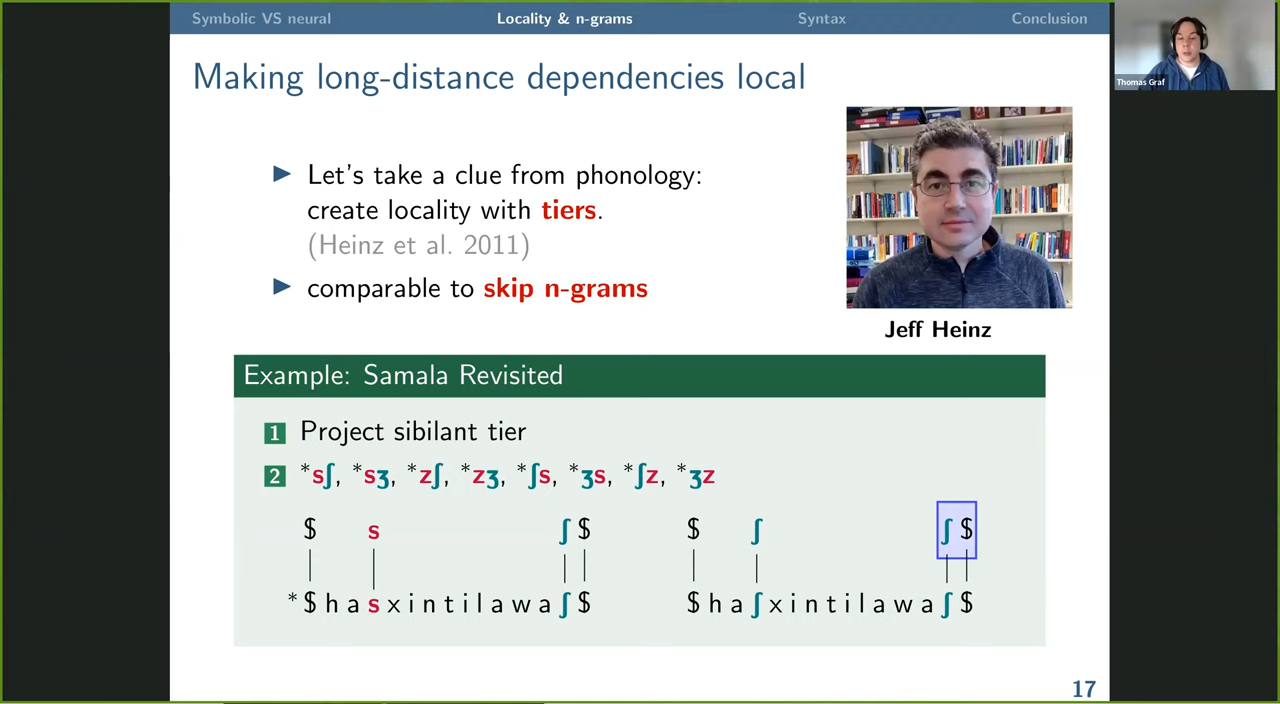 Symbolic VS neural Locality & n-grams Syntax Conclusion
Thomas Graf
Making long-distance dependencies local
▶ Let's take a clue from phonology:
create locality with tiers.
(Heinz et al. 2011)
▶ comparable to skip n-grams
Jeff Heinz
Example: Samala Revisited
1 Project sibilant tier
2 *sʃ, *sʒ, *zʃ, *zʒ, *ʃs, *ʒs, *ʃz, *ʒz
$ s ʃ $ $ ʃ ʃ $
*$ h a s x i n t i l a w a ʃ $ $ h a ʃ x i n t i l a w a ʃ $
17